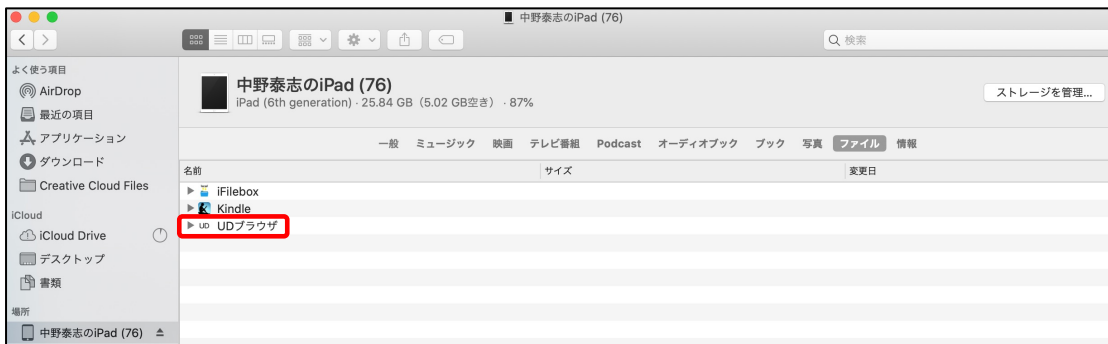 中野泰志のiPad (76)
検索
よく使う項目
AirDrop
最近の項目
アプリケーション
ダウンロード
Creative Cloud Files
iCloud
iCloud Drive
デスクトップ
書類
場所
中野泰志のiPad (76)
中野泰志のiPad (76)
iPad (6th generation)・25.84 GB（5.02 GB空き）・87%
ストレージを管理...
一般 ミュージック 映画 テレビ番組 Podcast オーディオブック ブック 写真 ファイル 情報
名前 サイズ 変更日
iFilebox
Kindle
UD UDブラウザ